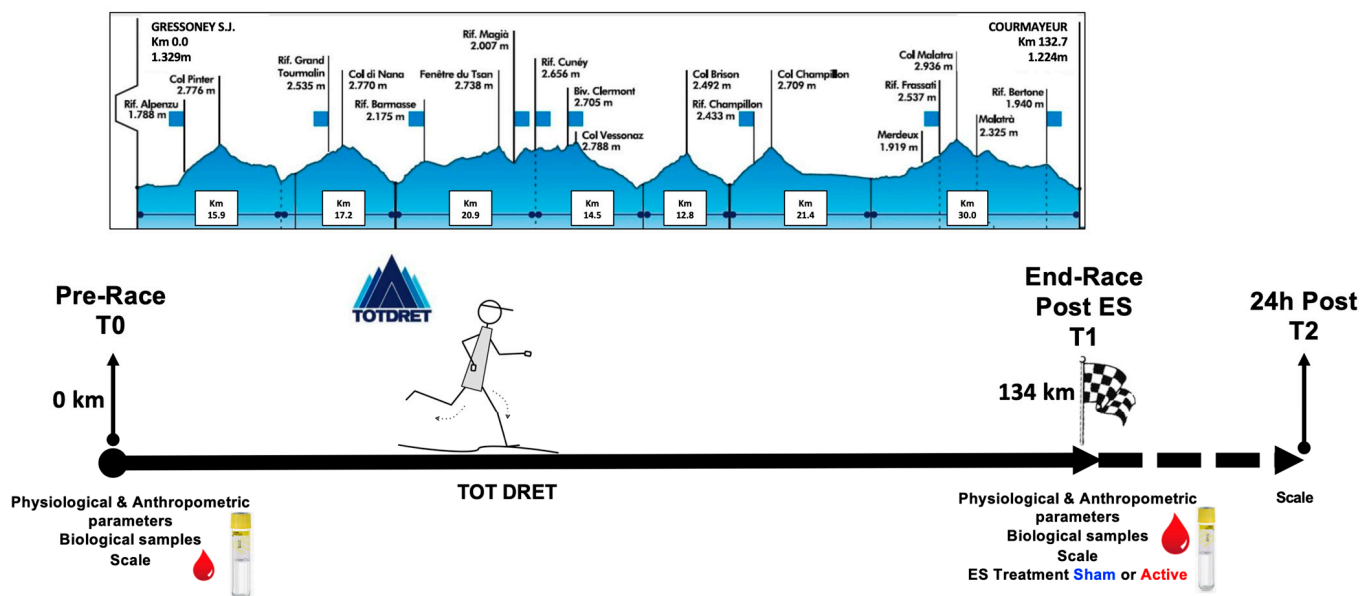 GRESSONEY S.J.
Km 0.0
1.329m
COURMAYEUR
Km 132.7
1.224m
Rif. Alpenzu
1.788 m
Col Pinter
2.776 m
Rif. Grand
Tourmalin
2.535 m
Col di Nana
2.770 m
Rif. Barmasse
2.175 m
Fenêtre du Tsan
2.738 m
Rif. Magià
2.007 m
Rif. Cunéy
2.656 m
Biv. Clermont
2.705 m
Col Vessonaz
2.788 m
Col Brison
2.492 m
Rif. Champillon
2.433 m
Col Champillon
2.709 m
Merdeux
1.919 m
Rif. Frassati
2.537 m
Col Malatra
2.936 m
Malatrà
2.325 m
Rif. Bertone
1.940 m
Km
15.9
Km
17.2
Km
20.9
Km
14.5
Km
12.8
Km
21.4
Km
30.0
TOTDRET
Pre-Race
T0
0 km
End-Race
Post ES
T1
134 km
24h Post
T2
TOT DRET
Physiological & Anthropometric
parameters
Biological samples
Scale
Physiological & Anthropometric
parameters
Biological samples
Scale
ES Treatment Sham or Active
Scale